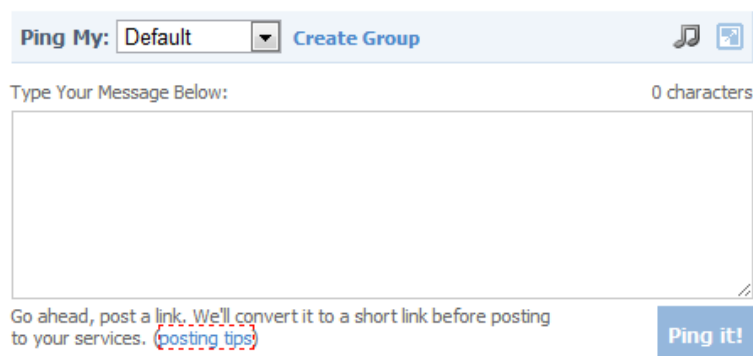 Ping My: Default Create Group
Type Your Message Below: 0 characters
Go ahead, post a link. We'll convert it to a short link before posting
to your services. (posting tips)
Ping it!